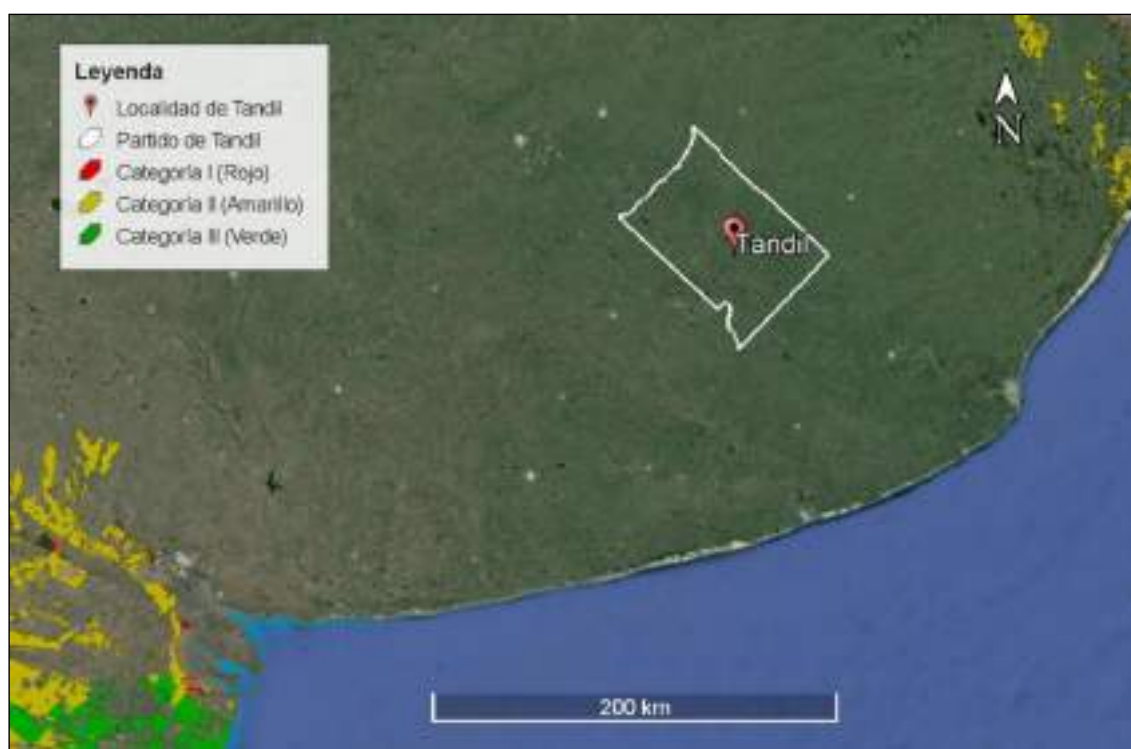 Leyenda
Localidad de Tandil
Partido de Tandil
Categoría I (Rojo)
Categoría II (Amarillo)
Categoría III (Verde)
N
Tandil
200 km